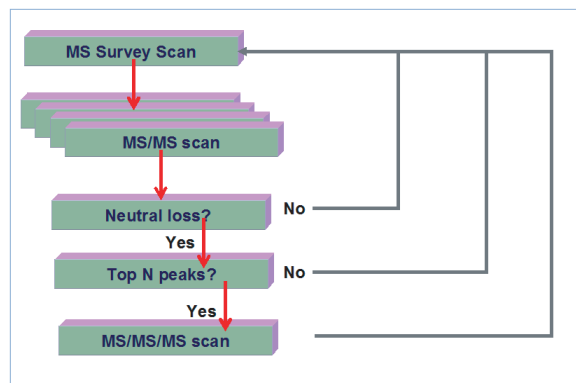 MS Survey Scan
MS/MS scan
Neutral loss?
No
Yes
Top N peaks?
No
Yes
MS/MS/MS scan